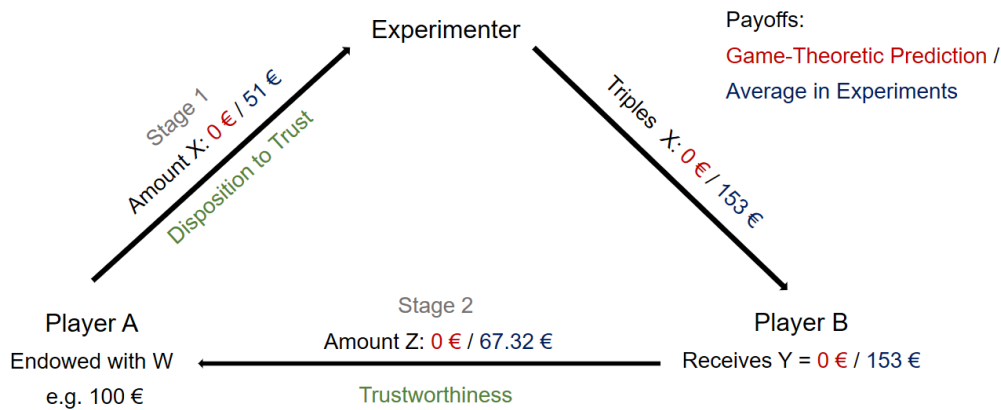 Experimenter
Payoffs:
Game-Theoretic Prediction /
Average in Experiments
Stage 1
Amount X: 0 € / 51 €
Disposition to Trust
Triples X: 0 € / 153 €
Player A
Endowed with W
e.g. 100 €
Stage 2
Amount Z: 0 € / 67.32 €
Trustworthiness
Player B
Receives Y = 0 € / 153 €